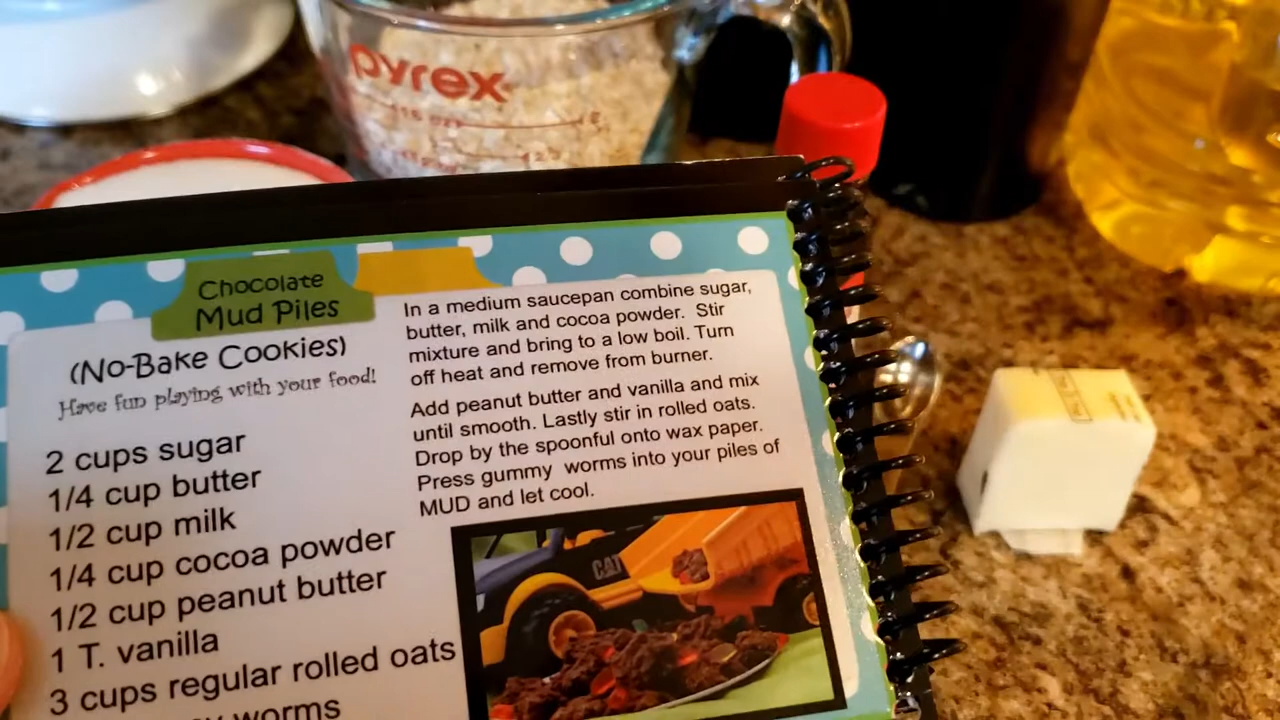 pyrex
Chocolate
Mud Piles
(No-Bake Cookies)
Have fun playing with your food!
2 cups sugar
1/4 cup butter
1/2 cup milk
1/4 cup cocoa powder
1/2 cup peanut butter
1 T. vanilla
3 cups regular rolled oats
worms
In a medium saucepan combine sugar,
butter, milk and cocoa powder. Stir
mixture and bring to a low boil. Turn
off heat and remove from burner.
Add peanut butter and vanilla and mix
until smooth. Lastly stir in rolled oats.
Drop by the spoonful onto wax paper.
Press gummy worms into your piles of
MUD and let cool.
CAT